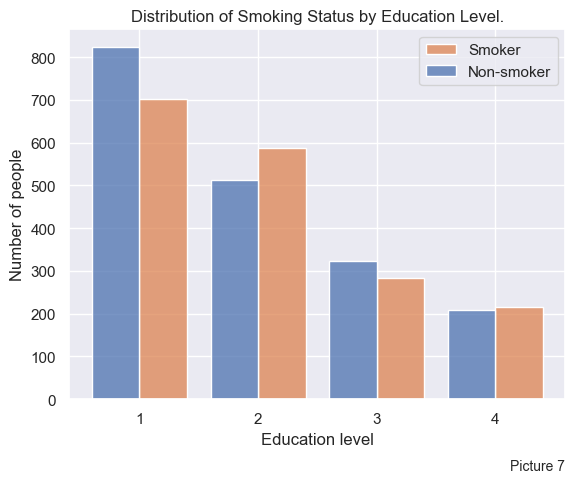 Distribution of Smoking Status by Education Level.
Smoker
Non-smoker
800
700
600
500
400
300
200
100
0
Number of people
1 2 3 4
Education level
Picture 7